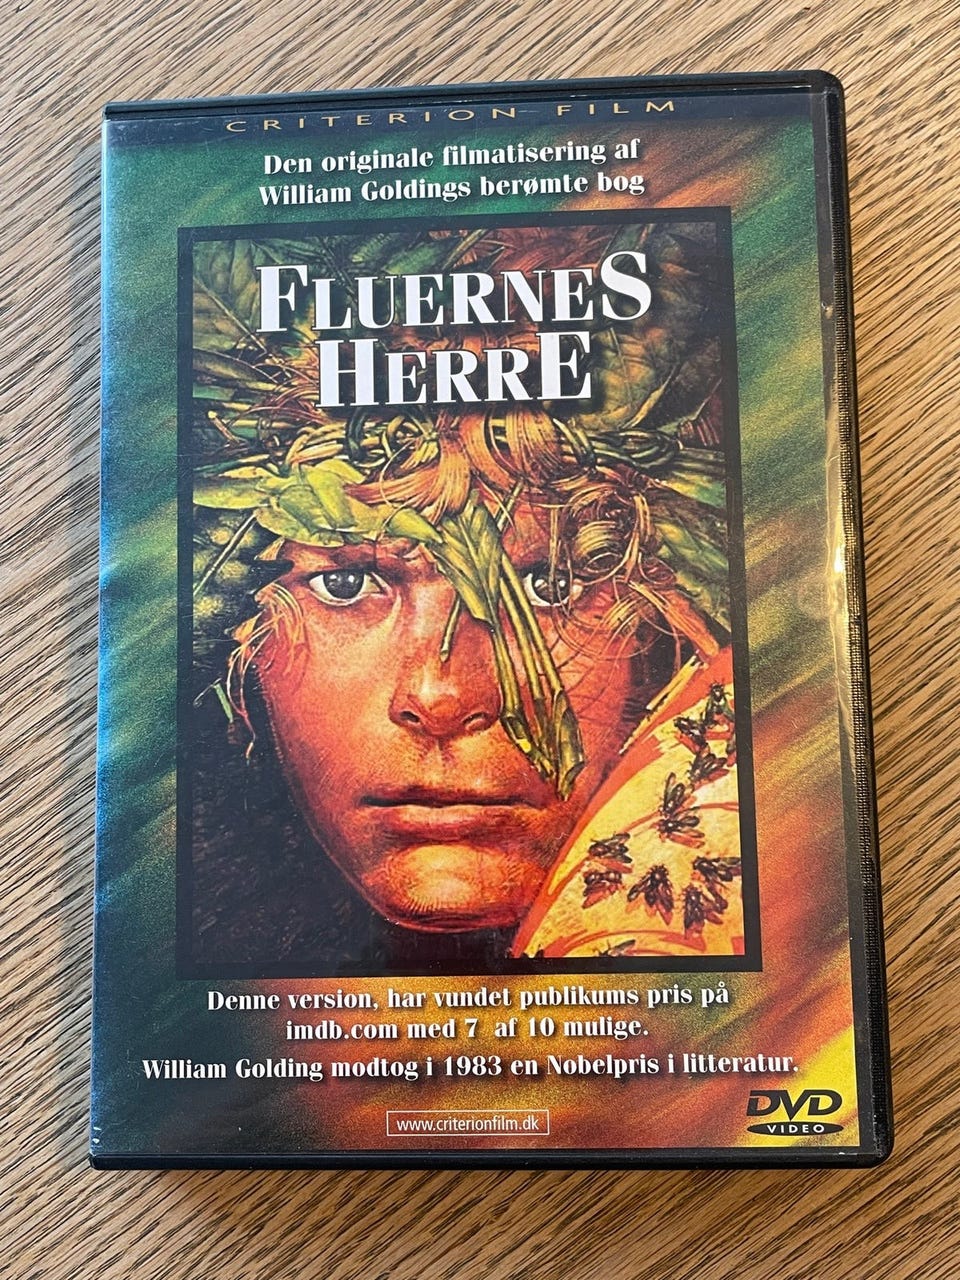 CRITERION FILM
Den originale filmatisering af
William Goldings berømte bog
FLUERNES
HERRE
Denne version, har vundet publikums pris på
imdb.com med 7 af 10 mulige.
William Golding modtog i 1983 en Nobelpris i litteratur.
www.criterionfilm.dk
DVD
VIDEO